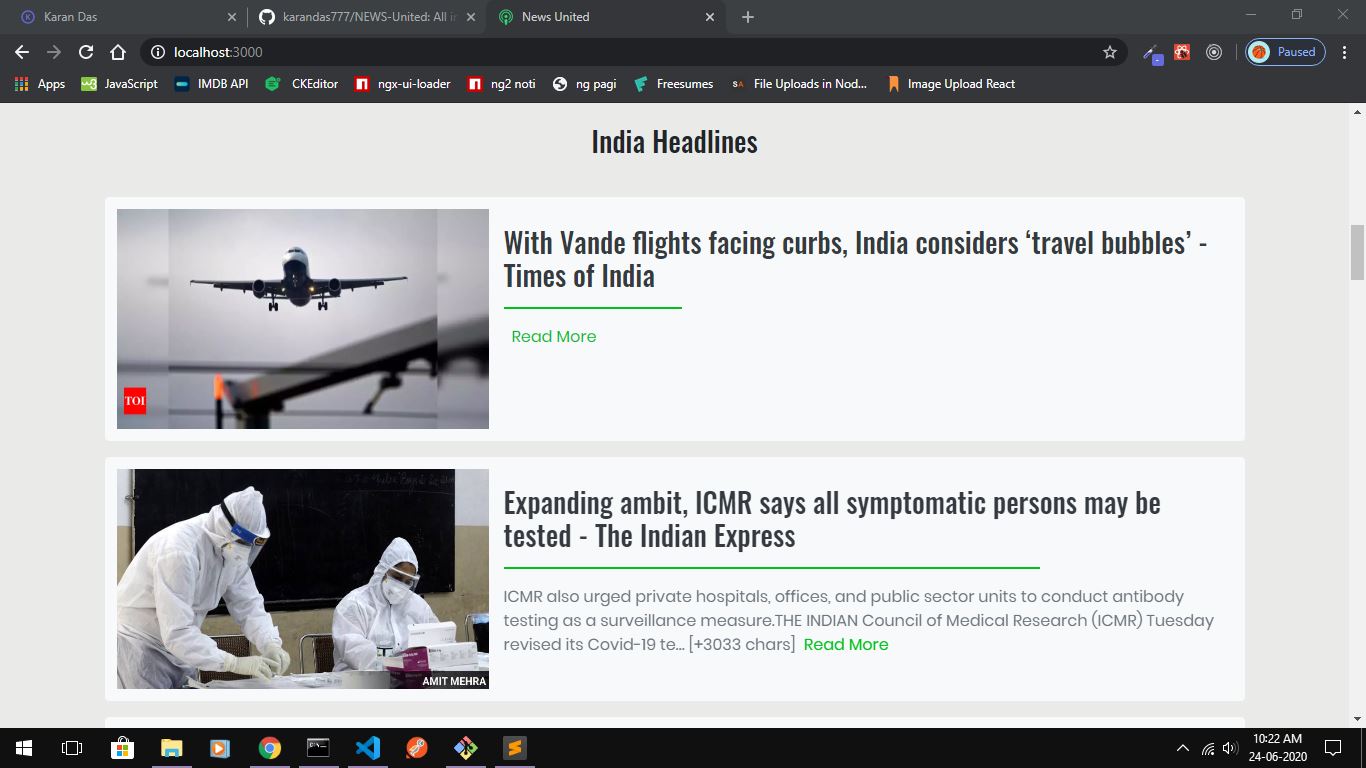 Karan Das
karandas777/NEWS-United: All in
News United
localhost:3000
Paused
Apps
JavaScript
IMDB API
CKEditor
ngx-ui-loader
ng2 noti
ng pagi
Freesumes
SA
File Uploads in Nod...
Image Upload React
India Headlines
With Vande flights facing curbs, India considers ‘travel bubbles’ -
Times of India
Read More
TOI
Expanding ambit, ICMR says all symptomatic persons may be
tested - The Indian Express
ICMR also urged private hospitals, offices, and public sector units to conduct antibody
testing as a surveillance measure.THE INDIAN Council of Medical Research (ICMR) Tuesday
revised its Covid-19 te... [+3033 chars] Read More
AMIT MEHRA
10:22 AM
24-06-2020